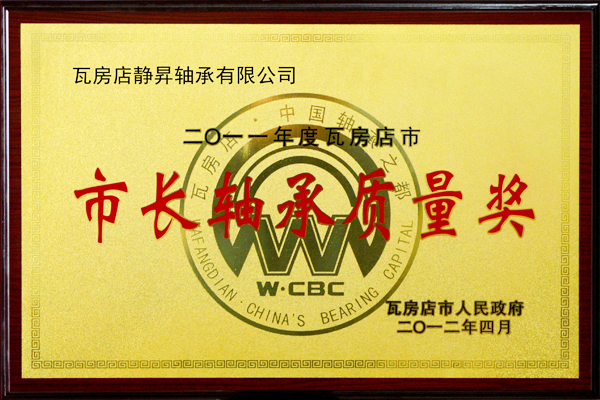 瓦房店静昇轴承有限公司
二〇一一年度瓦房店市
市长轴承质量奖
瓦房店·中国轴承之都
W·CBC
WAFANGDIAN·CHINA'S BEARING CAPITAL
瓦房店市人民政府
二〇一二年四月